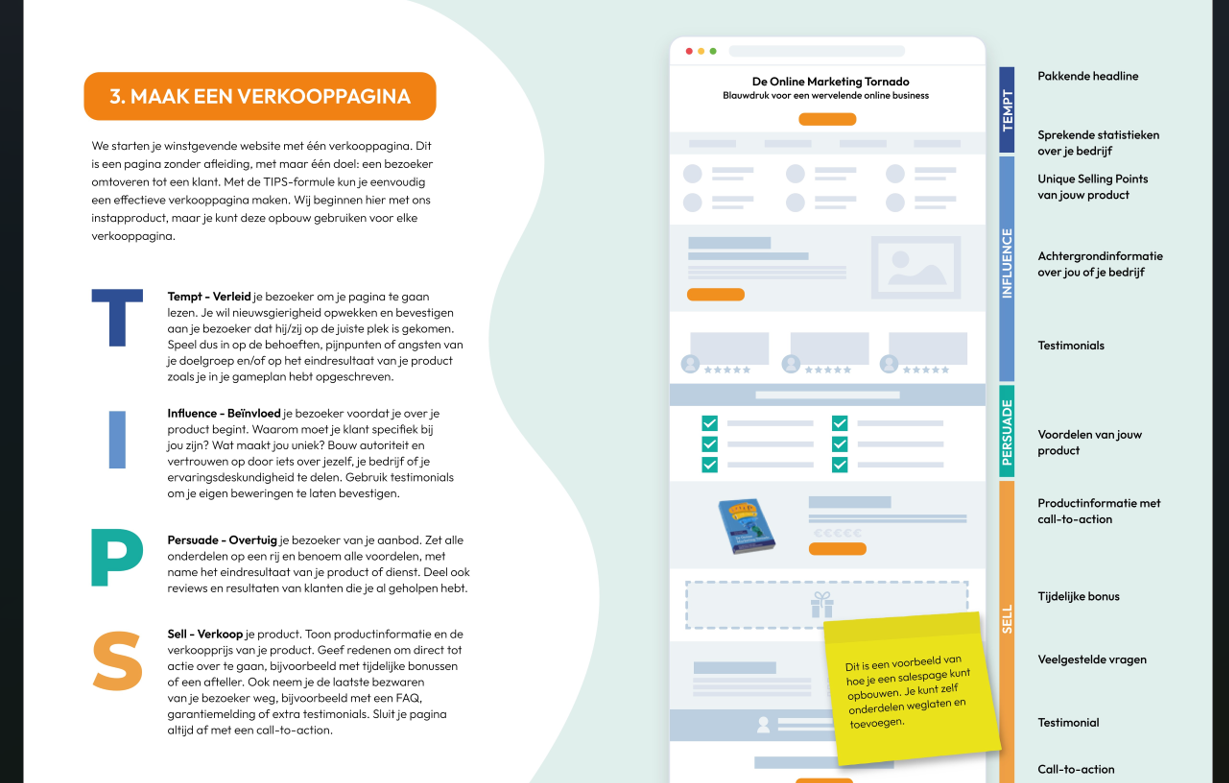 3. MAAK EEN VERKOOPPAGINA
We starten je winstgevende website met één verkooppagina. Dit
is een pagina zonder afleiding, met maar één doel: een bezoeker
omtoveren tot een klant. Met de TIPS-formule kun je eenvoudig
een effectieve verkooppagina maken. Wij beginnen hier met ons
instapproduct, maar je kunt deze opbouw gebruiken voor elke
verkooppagina.
T
Tempt - Verleid je bezoeker om je pagina te gaan
lezen. Je wil nieuwsgierigheid opwekken en bevestigen
aan je bezoeker dat hij/zij op de juiste plek is gekomen.
Speel dus in op de behoeften, pijnpunten of angsten van
je doelgroep en/of op het eindresultaat van je product
zoals je in je gameplan hebt opgeschreven.
I
Influence - Beïnvloed je bezoeker voordat je over je
product begint. Waarom moet je klant specifiek bij
jou zijn? Wat maakt jou uniek? Bouw autoriteit en
vertrouwen op door iets over jezelf, je bedrijf of je
ervaringsdeskundigheid te delen. Gebruik testimonials
om je eigen beweringen te laten bevestigen.
P
Persuade - Overtuig je bezoeker van je aanbod. Zet alle
onderdelen op een rij en benoem alle voordelen, met
name het eindresultaat van je product of dienst. Deel ook
reviews en resultaten van klanten die je al geholpen hebt.
S
Sell - Verkoop je product. Toon productinformatie en de
verkoopprijs van je product. Geef redenen om direct tot
actie over te gaan, bijvoorbeeld met tijdelijke bonussen
of een afteller. Ook neem je de laatste bezwaren
van je bezoeker weg, bijvoorbeeld met een FAQ,
garantiemelding of extra testimonials. Sluit je pagina
altijd af met een call-to-action.
De Online Marketing Tornado
Blauwdruk voor een wervelende online business
€€€€€
Dit is een voorbeeld van
hoe je een salespage kunt
opbouwen. Je kunt zelf
onderdelen weglaten en
toevoegen.
TEMPT
INFLUENCE
PERSUADE
SELL
Pakkende headline
Sprekende statistieken
over je bedrijf
Unique Selling Points
van jouw product
Achtergrondinformatie
over jou of je bedrijf
Testimonials
Voordelen van jouw
product
Productinformatie met
call-to-action
Tijdelijke bonus
Veelgestelde vragen
Testimonial
Call-to-action